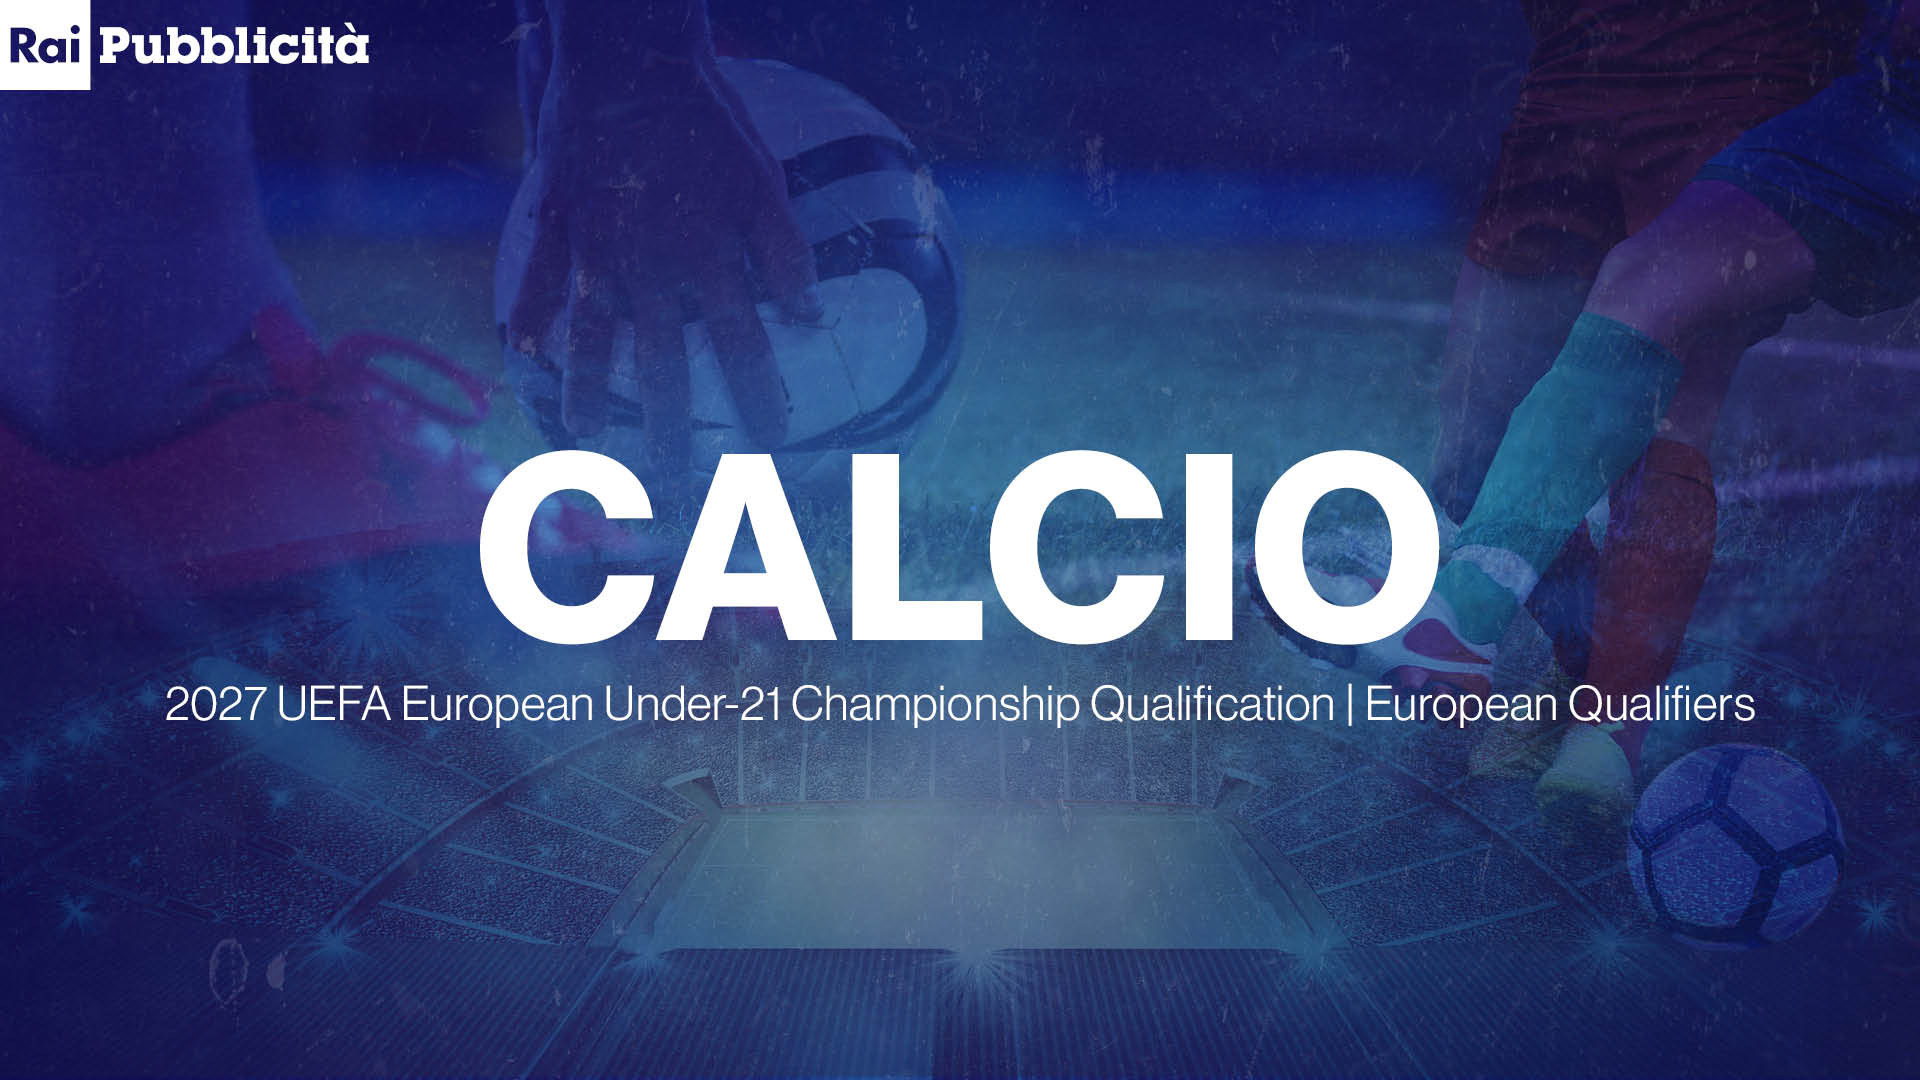 Rai Pubblicità
CALCIO
2027 UEFA European Under-21 Championship Qualification | European Qualifiers